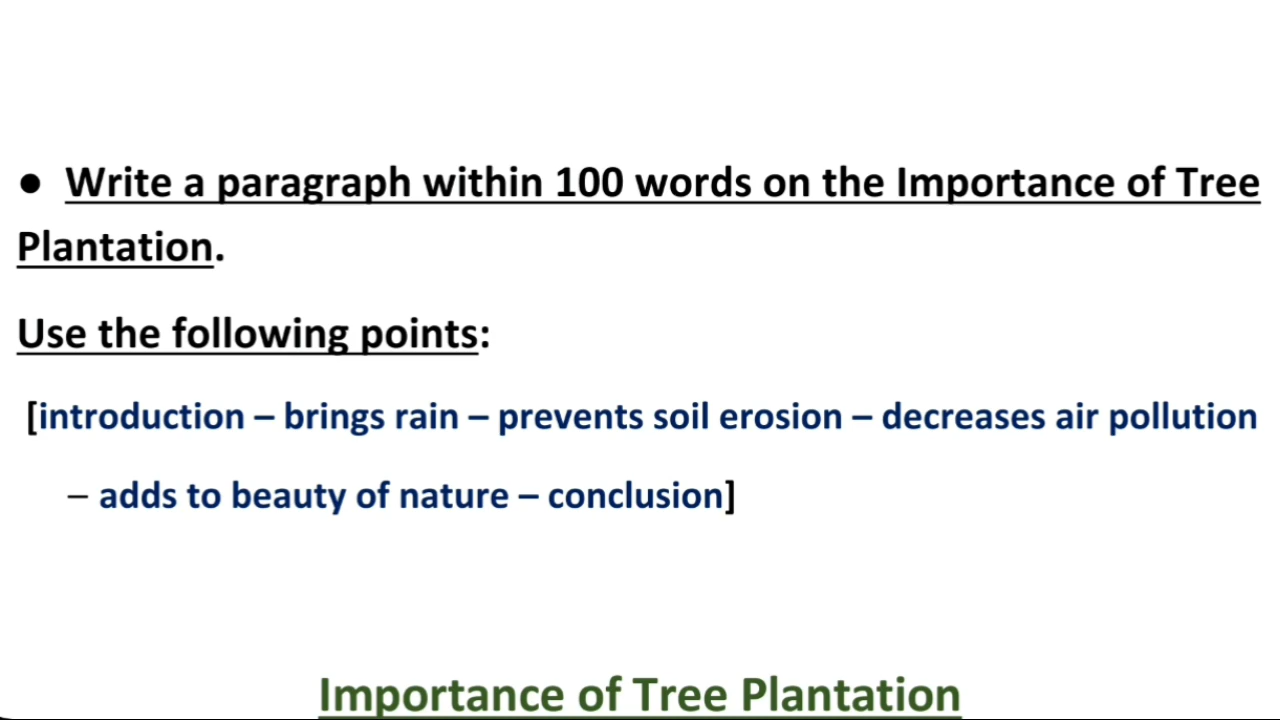 ● Write a paragraph within 100 words on the Importance of Tree
Plantation.
Use the following points:
[introduction – brings rain – prevents soil erosion – decreases air pollution
– adds to beauty of nature – conclusion]
Importance of Tree Plantation